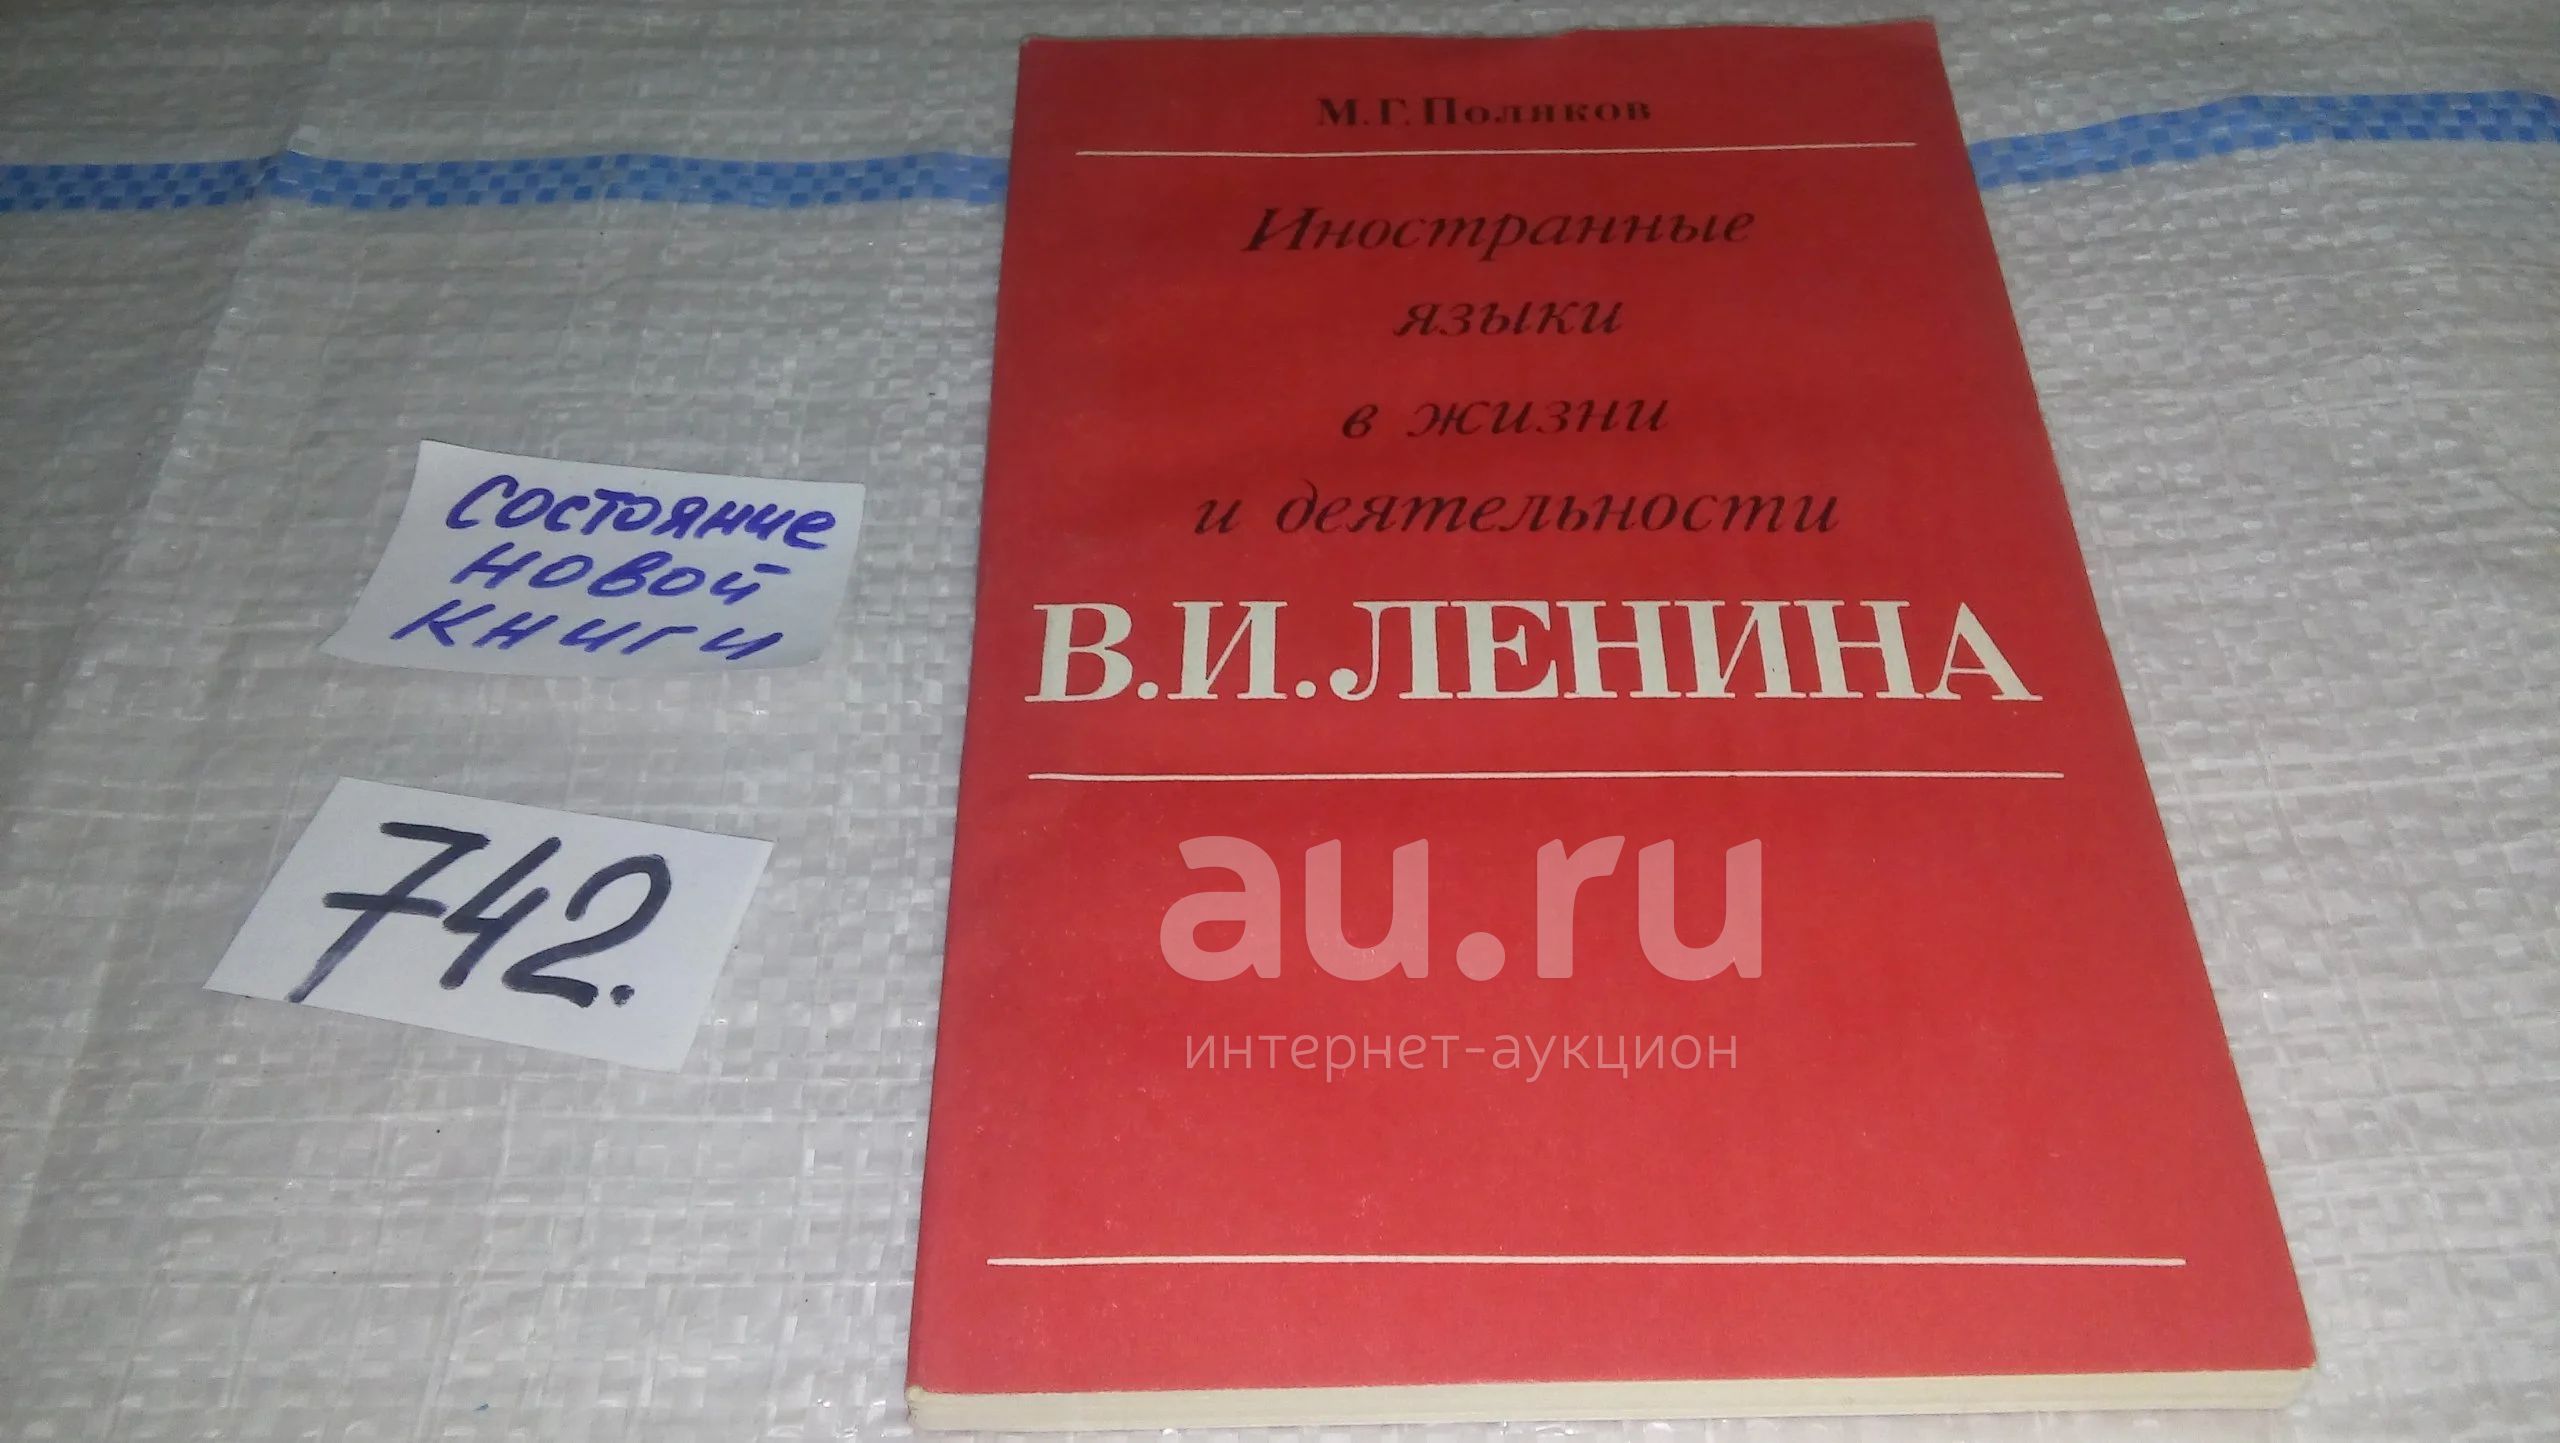 М.Г. Поляков
Иностранные
языки
в жизни
и деятельности
В.И.ЛЕНИНА
состояние
новой
книги
742.
au.ru
интернет-аукцион